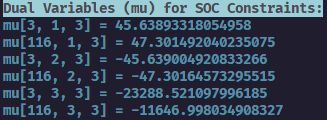 Dual Variables (mu) for SOC Constraints:
mu[3, 1, 3] = 45.63893318054958
mu[116, 1, 3] = 47.301492040235075
mu[3, 2, 3] = -45.639004920833266
mu[116, 2, 3] = -47.30164573295515
mu[3, 3, 3] = -23288.521097996185
mu[116, 3, 3] = -11646.998034908327